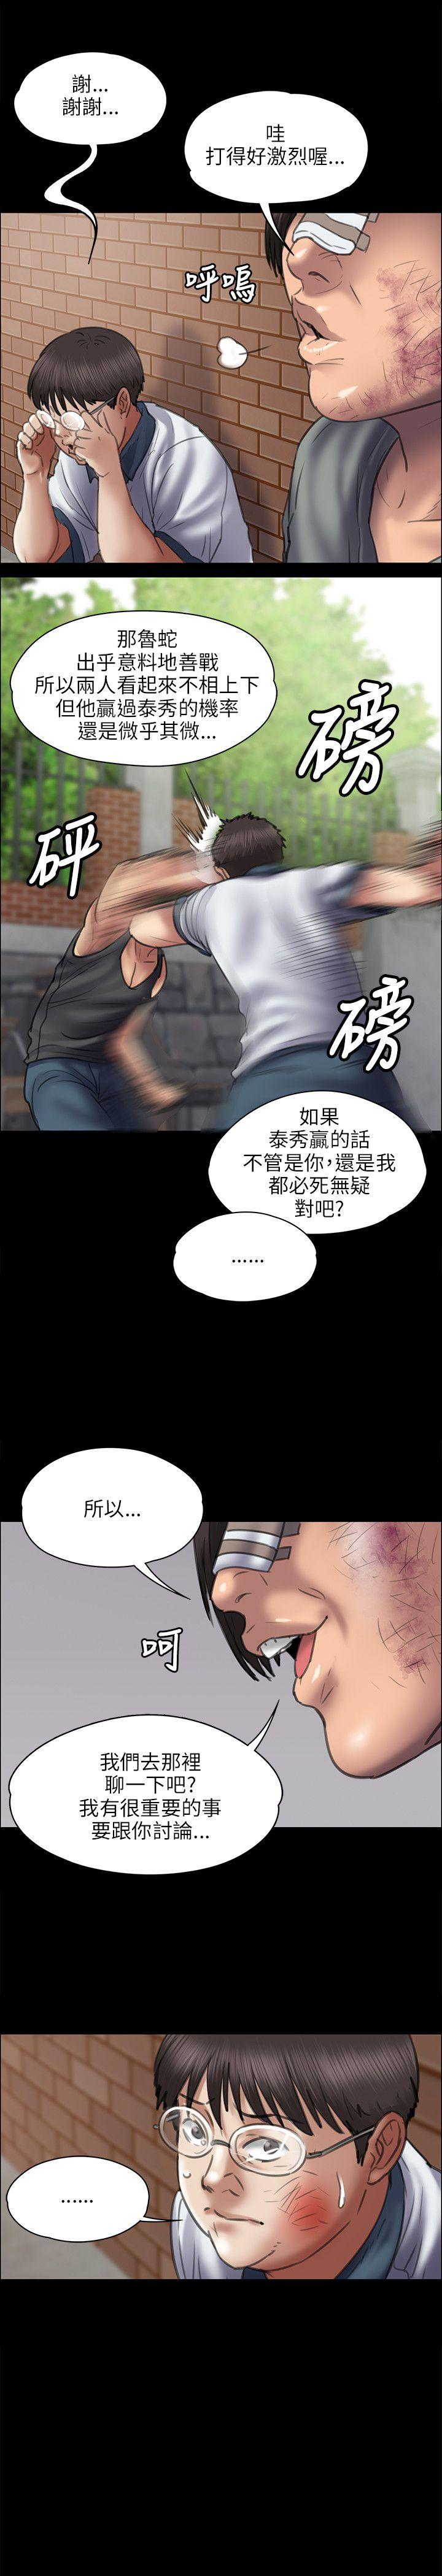 謝...
謝謝...
哇
打得好激烈喔...
呼嗚
那魯蛇
出乎意料地善戰
所以兩人看起來不相上下
但他贏過泰秀的機率
還是微乎其微...
磅
砰
磅
如果
泰秀贏的話
不管是你，還是我
都必死無疑
對吧?
......
所以...
呵
我們去那裡
聊一下吧?
我有很重要的事
要跟你討論...
......